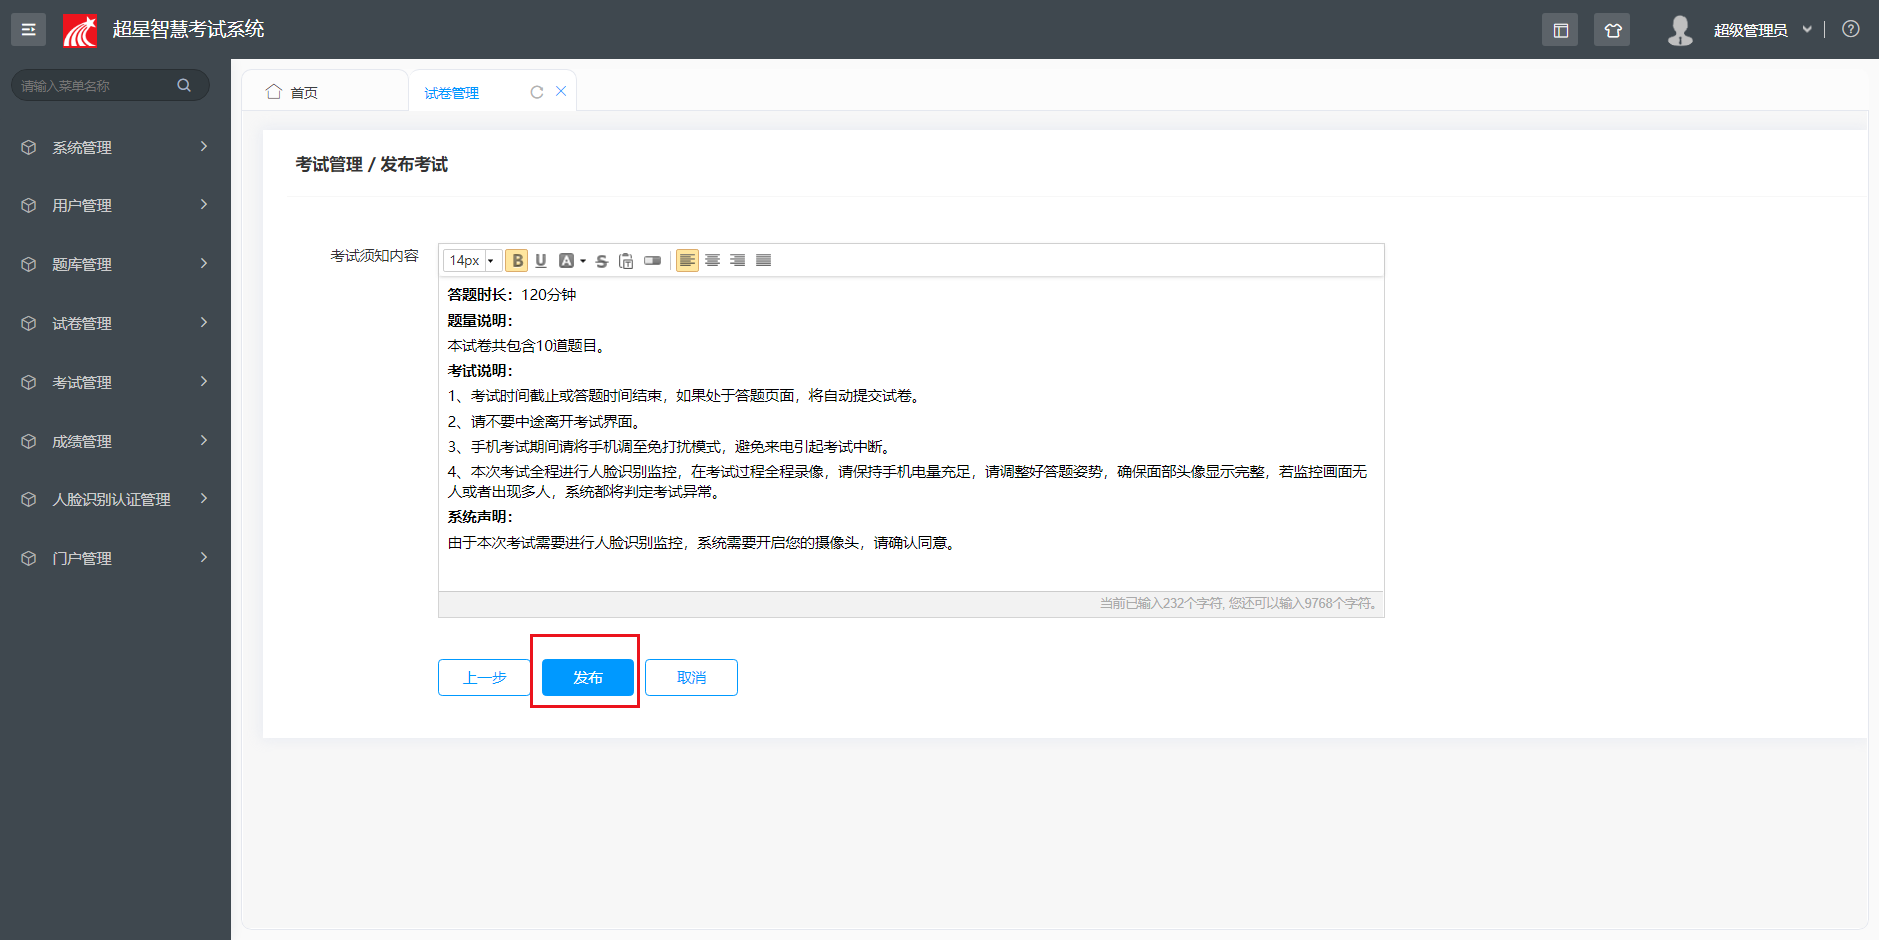 超星智慧考试系统
超级管理员
请输入菜单名称
首页
试卷管理
系统管理
用户管理
题库管理
试卷管理
考试管理
成绩管理
人脸识别认证管理
门户管理
考试管理 / 发布考试
考试须知内容
14px
B U A S
答题时长：120分钟
题量说明：
本试卷共包含10道题目。
考试说明：
1、考试时间截止或答题时间结束，如果处于答题页面，将自动提交试卷。
2、请不要中途离开考试界面。
3、手机考试期间请将手机调至免打扰模式，避免来电引起考试中断。
4、本次考试全程进行人脸识别监控，在考试过程全程录像，请保持手机电量充足，请调整好答题姿势，确保面部头像显示完整，若监控画面无
人或者出现多人，系统都将判定考试异常。
系统声明：
由于本次考试需要进行人脸识别监控，系统需要开启您的摄像头，请确认同意。
当前已输入232个字符, 您还可以输入9768个字符。
上一步
发布
取消